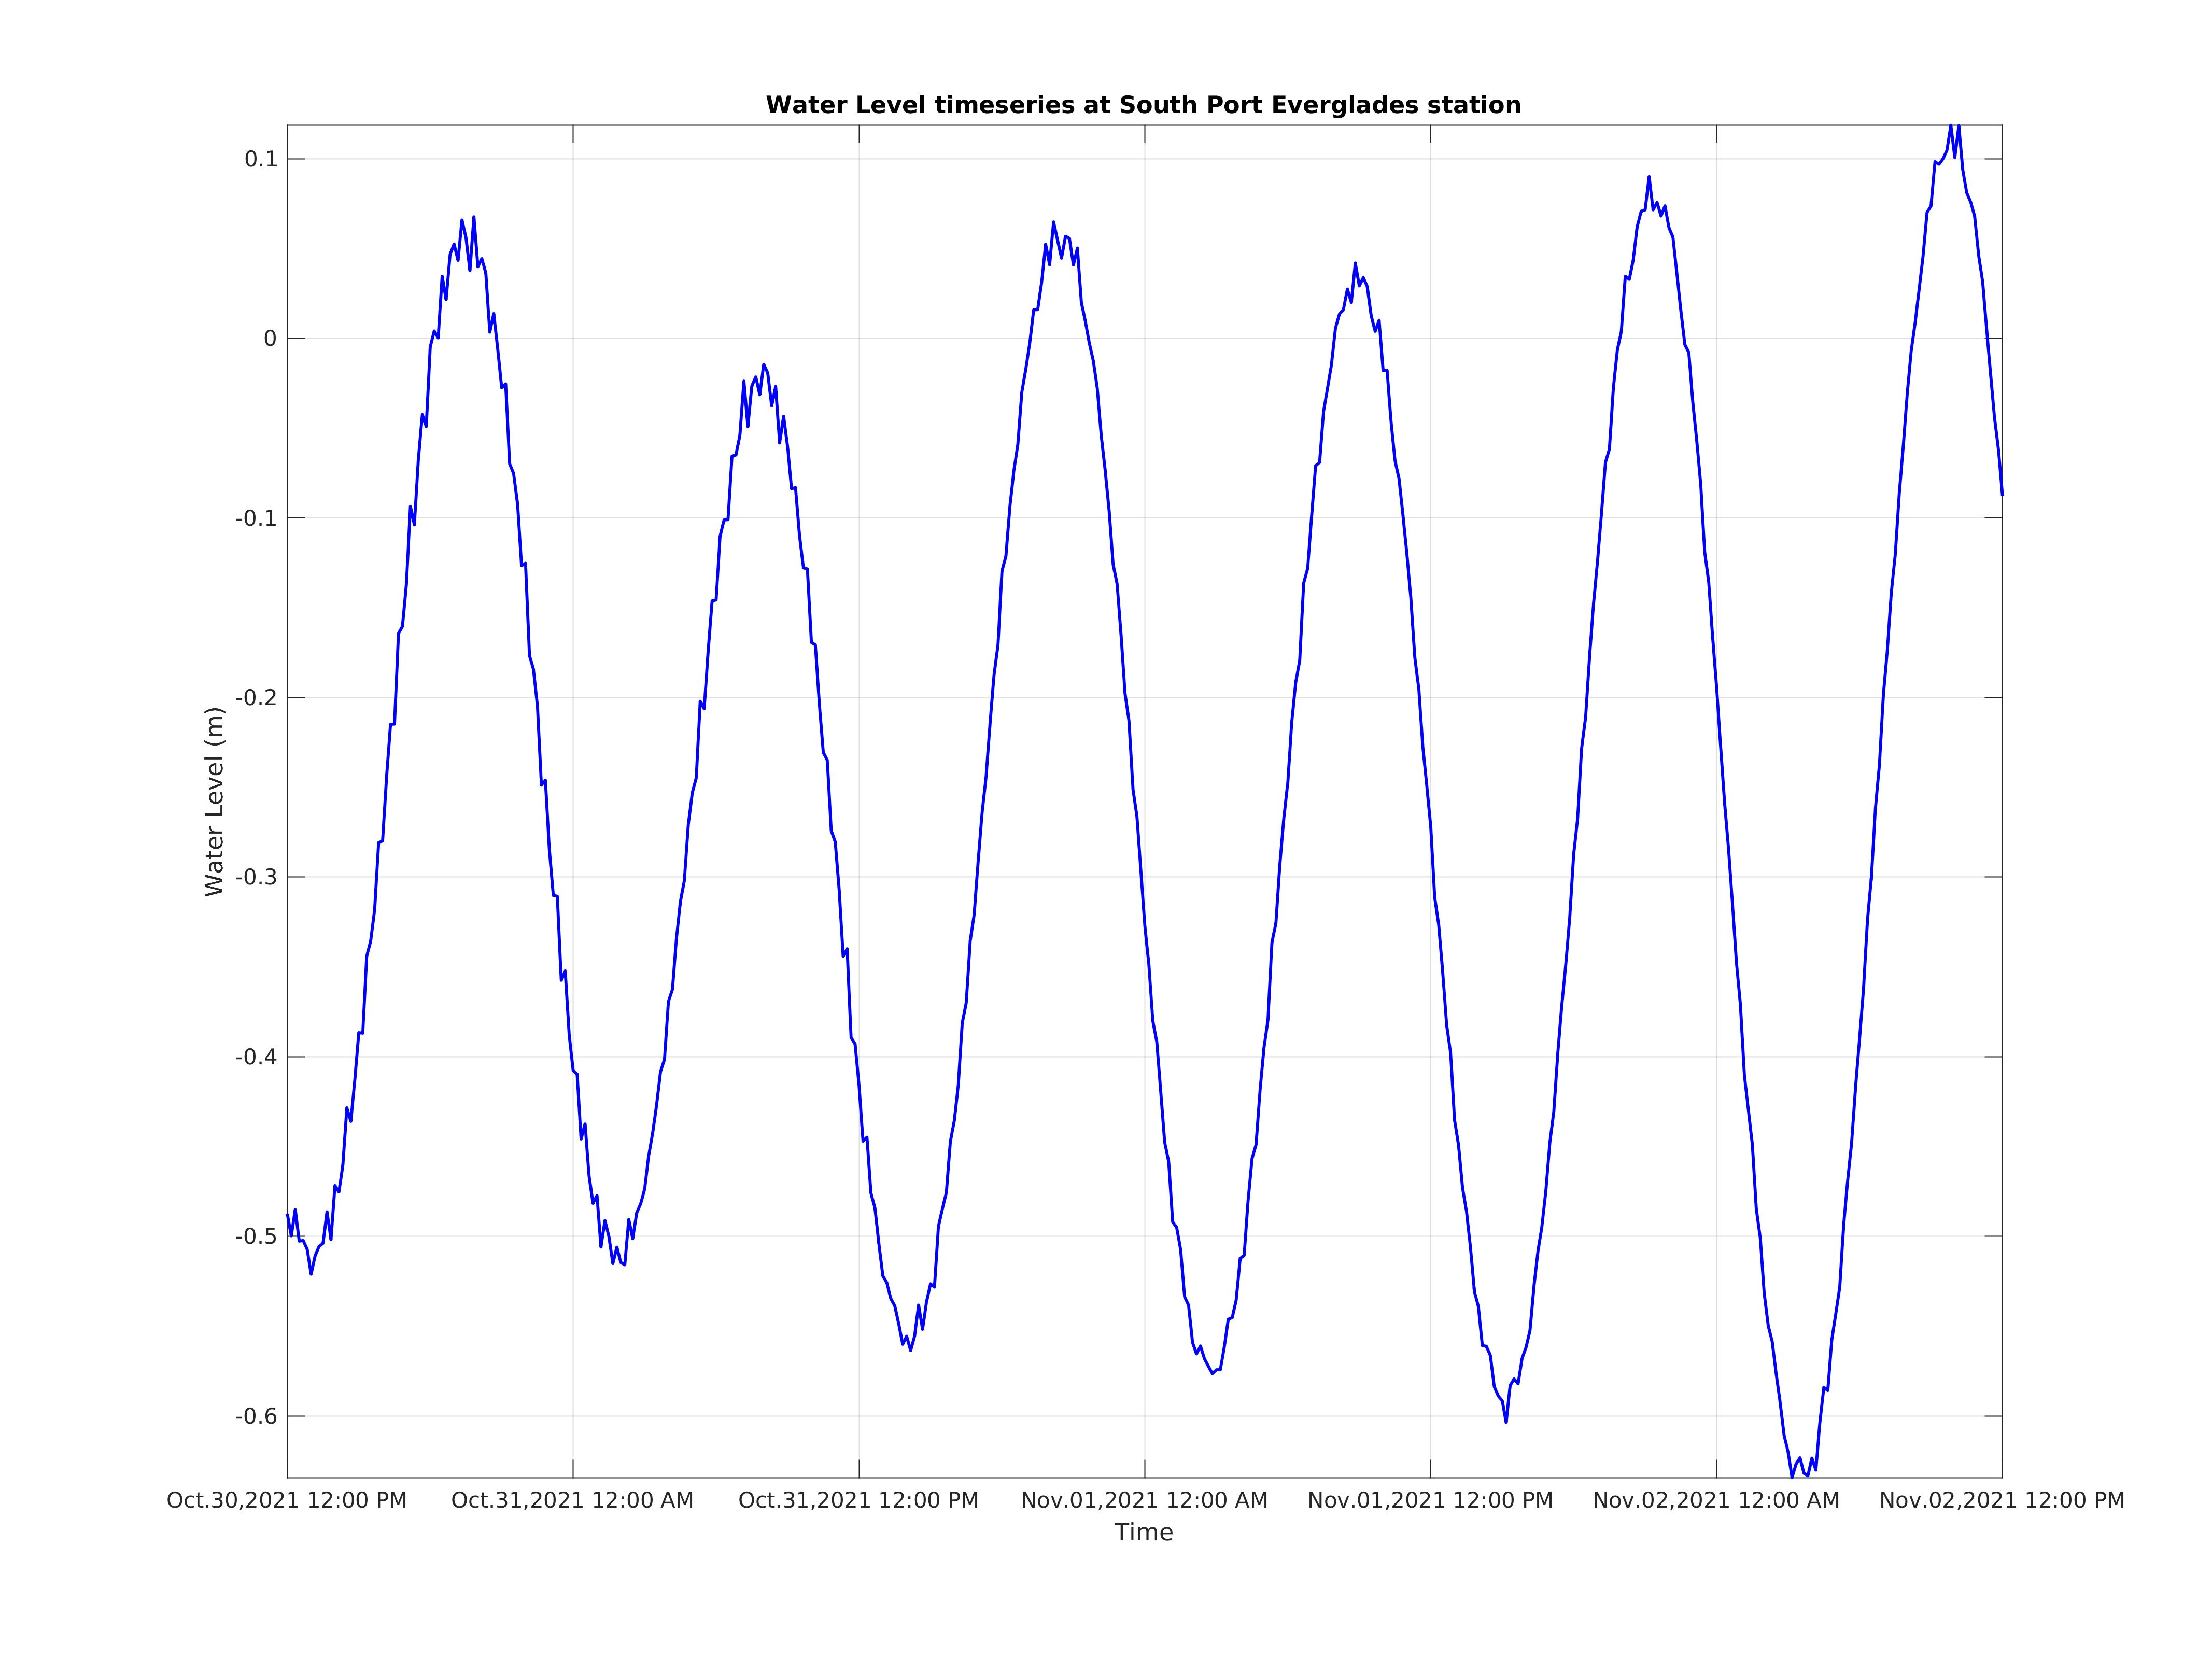 Water Level timeseries at South Port Everglades station
0.1
0
-0.1
-0.2
-0.3
-0.4
-0.5
-0.6
Water Level (m)
Oct.30,2021 12:00 PM Oct.31,2021 12:00 AM Oct.31,2021 12:00 PM Nov.01,2021 12:00 AM Nov.01,2021 12:00 PM Nov.02,2021 12:00 AM Nov.02,2021 12:00 PM
Time